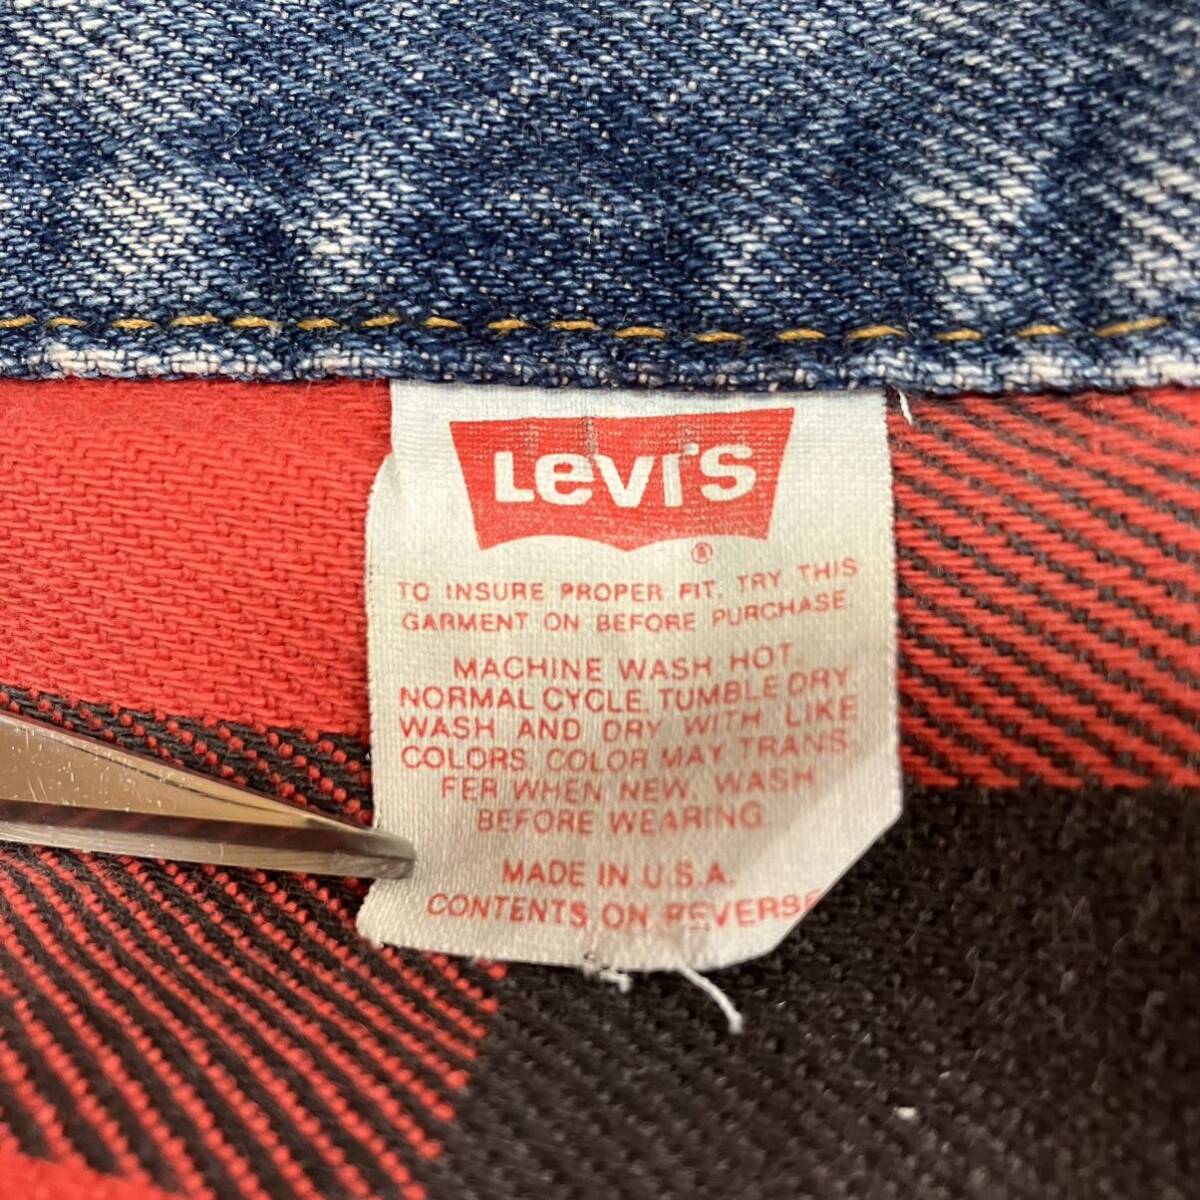 Levi's
®
TO INSURE PROPER FIT, TRY THIS
GARMENT ON BEFORE PURCHASE.
MACHINE WASH HOT,
NORMAL CYCLE, TUMBLE DRY
WASH AND DRY WITH LIKE
COLORS. COLOR MAY TRANS-
FER WHEN NEW. WASH
BEFORE WEARING.
MADE IN U.S.A.
CONTENTS ON REVERSE